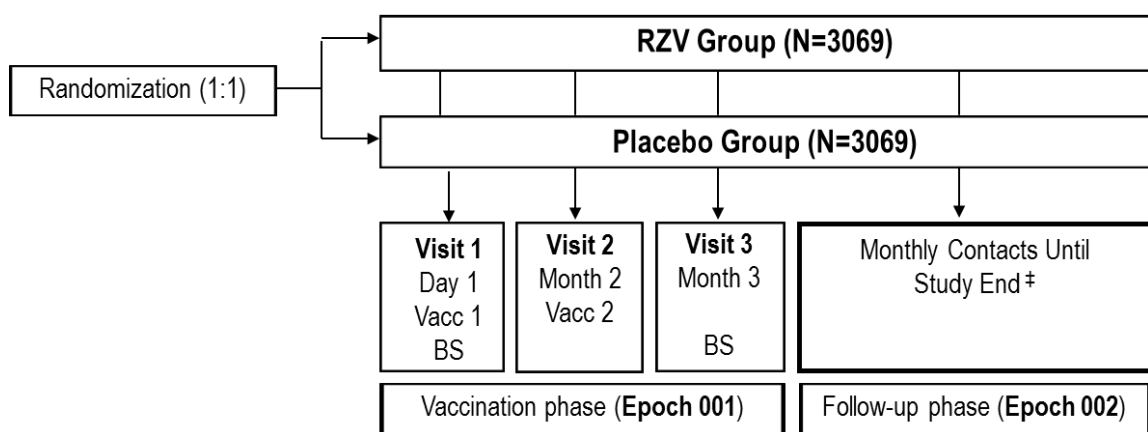 RZV Group (N=3069)
Randomization (1:1)
Placebo Group (N=3069)
Visit 1
Day 1
Vacc 1
BS
Visit 2
Month 2
Vacc 2
Visit 3
Month 3
BS
Monthly Contacts Until
Study End ‡
Vaccination phase (Epoch 001)
Follow-up phase (Epoch 002)